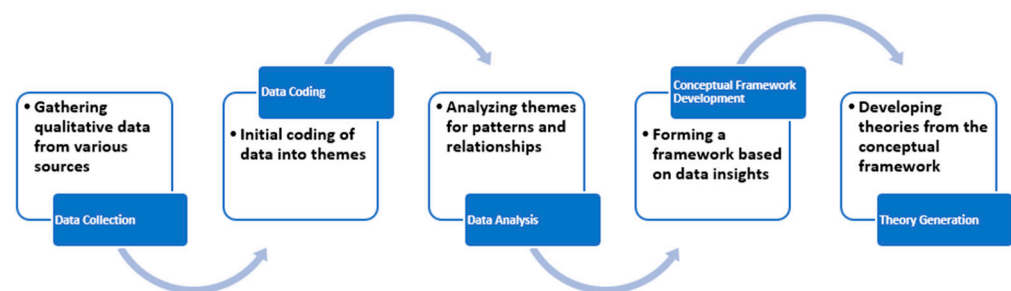 • Gathering
qualitative data
from various
sources
Data Collection
Data Coding
• Initial coding of
data into themes
• Analyzing themes
for patterns and
relationships
Data Analysis
Conceptual Framework
Development
• Forming a
framework based
on data insights
• Developing
theories from the
conceptual
framework
Theory Generation